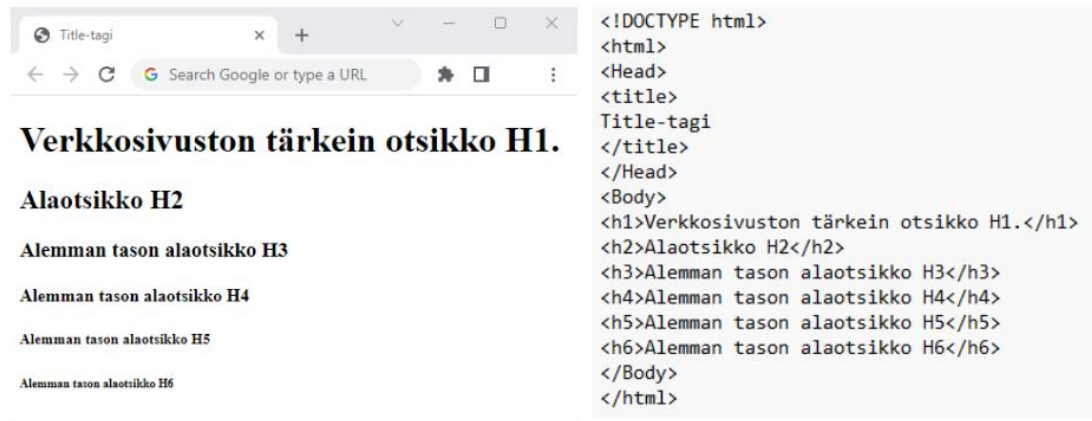 Title-tagi
Search Google or type a URL
Verkkosivuston tärkein otsikko H1.
Alaotsikko H2
Alemman tason alaotsikko H3
Alemman tason alaotsikko H4
Alemman tason alaotsikko H5
Alemman tason alaotsikko H6
<!DOCTYPE html>
<html>
<Head>
<title>
Title-tagi
</title>
</Head>
<Body>
<h1>Verkkosivuston tärkein otsikko H1.</h1>
<h2>Alaotsikko H2</h2>
<h3>Alemman tason alaotsikko H3</h3>
<h4>Alemman tason alaotsikko H4</h4>
<h5>Alemman tason alaotsikko H5</h5>
<h6>Alemman tason alaotsikko H6</h6>
</Body>
</html>